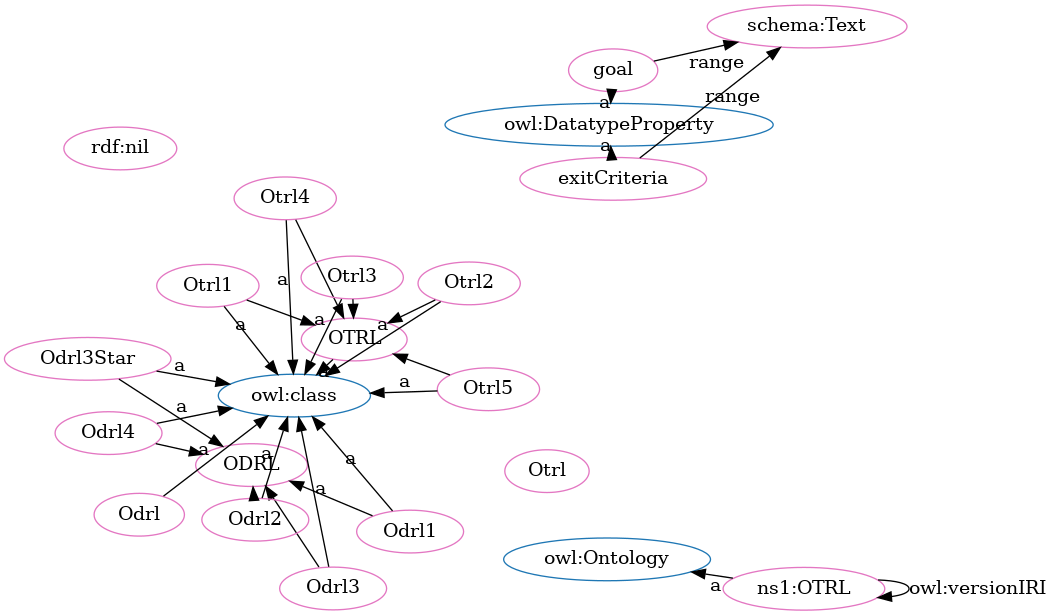 schema:Text
goal
range
range
a
owl:DatatypeProperty
a
rdf:nil
exitCriteria
Otrl4
Otrl3
Otrl2
Otrl1
a
a
a
a
OTRL
Odrl3Star
a
a
owl:class
a
Otrl5
a
Odrl4
a
a
a
ODRL
Otrl
a
Odrl
Odrl2
Odrl1
owl:Ontology
a
ns1:OTRL
owl:versionIRI
Odrl3